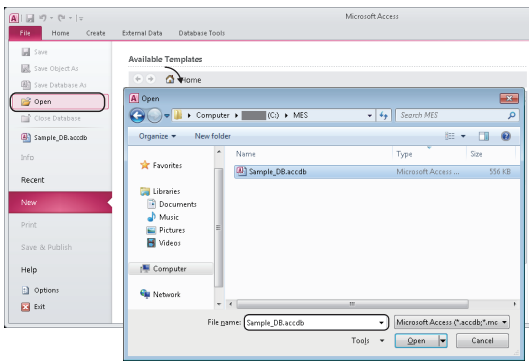 Microsoft Access
File Home Create External Data Database Tools
Save
Save Object As
Save Database As
Open
Close Database
Sample_DB.accdb
Info
Recent
New
Print
Save & Publish
Help
Options
Exit
Available Templates
Home
Open
Computer (C:) MES
Search MES
Organize New folder
Name Type Size
Favorites
Libraries
Documents
Music
Pictures
Videos
Computer
Network
Sample_DB.accdb Microsoft Access ... 556 KB
File name: Sample_DB.accdb Microsoft Access (*.accdb;*.mc
Tools Open Cancel